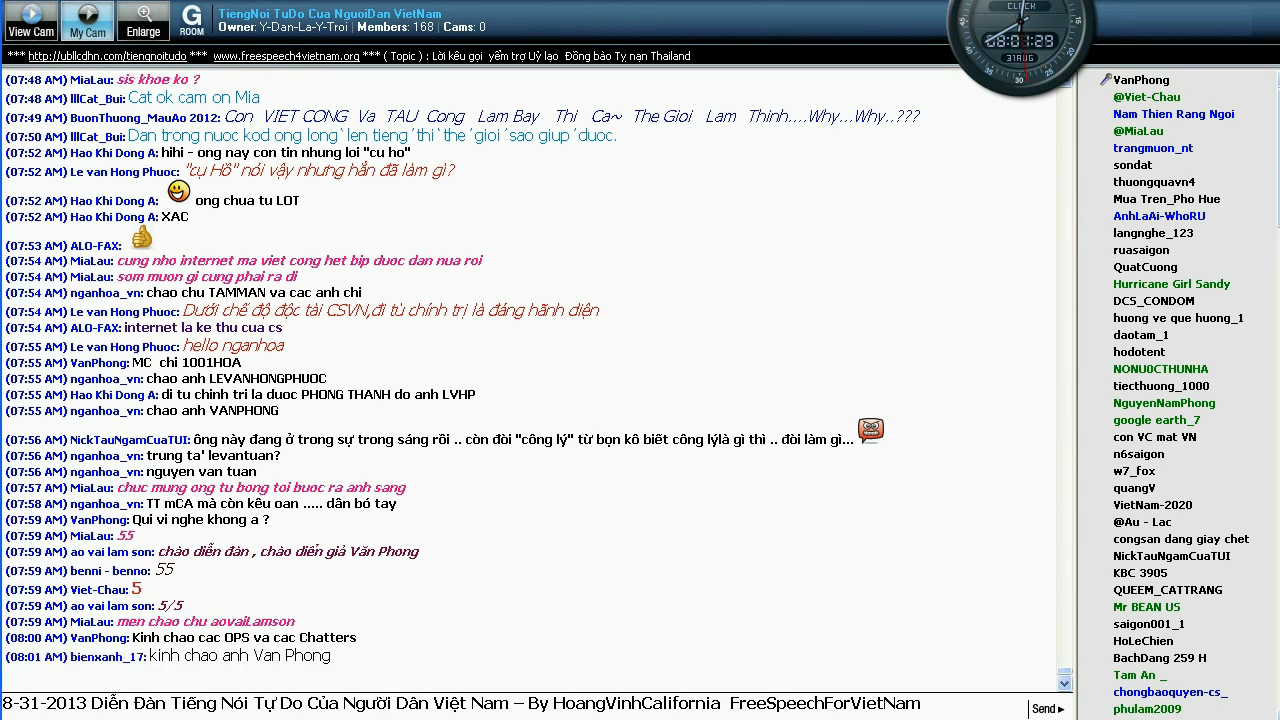 View Cam
My Cam
Enlarge
G
ROOM
TiengNoi TuDo Cua NguoiDan VietNam
Owner: Y-Dan-La-Y-Troi | Members: 168 | Cams: 0
CLOCK
08:03:29
31AUG
*** http://ubllcdhn.com/tiengnoitudo *** www.freespeech4vietnam.org *** ( Topic ) : Lời kêu gọi yểm trợ Uỷ lạo Đồng bào Tỵ nạn Thailand
(07:48 AM) MiaLau: sis khoe ko ?
(07:48 AM) lllCat_Bui: Cat ok cam on Mia
(07:49 AM) BuonThuong_MauAo 2012: Con VIET CONG Va TAU Cong Lam Bay Thi Ca~ The Gioi Lam Thinh....Why...Why..???
(07:50 AM) lllCat_Bui: Dan trong nuoc kod ong long` len tieng ' thi ' the ' gioi ' sao giup ' duoc.
(07:52 AM) Hao Khi Dong A: hihi - ong nay con tin nhung loi "cu ho"
(07:52 AM) Le van Hong Phuoc: "cụ Hồ" nói vậy nhưng hắn đã làm gì?
(07:52 AM) Hao Khi Dong A: ong chua tu LOT
(07:52 AM) Hao Khi Dong A: XAC
(07:53 AM) ALO-FAX:
(07:54 AM) MiaLau: cung nho internet ma viet cong het bip duoc dan nua roi
(07:54 AM) MiaLau: som muon gi cung phai ra di
(07:54 AM) nganhoa_vn: chao chu TAMMAN va cac anh chi
(07:54 AM) Le van Hong Phuoc: Dưới chế độ độc tài CSVN,đi tù chính trị là đáng hãnh diện
(07:54 AM) ALO-FAX: internet la ke thu cua cs
(07:55 AM) Le van Hong Phuoc: hello nganhoa
(07:55 AM) VanPhong: MC chi 1001HOA
(07:55 AM) nganhoa_vn: chao anh LEVANHONGPHUOC
(07:55 AM) Hao Khi Dong A: di tu chinh tri la duoc PHONG THANH do anh LVHP
(07:55 AM) nganhoa_vn: chao anh VANPHONG
(07:56 AM) NickTauNgamCuaTUI: ông này đang ở trong sự trong sáng rồi .. còn đòi "công lý" từ bọn kô biết công lýlà gì thì .. đòi làm gì...
(07:56 AM) nganhoa_vn: trung ta' levantuan?
(07:56 AM) nganhoa_vn: nguyen van tuan
(07:57 AM) MiaLau: chuc mung ong tu bong toi buoc ra anh sang
(07:58 AM) nganhoa_vn: TT mCA mà còn kêu oan ..... dân bó tay
(07:59 AM) VanPhong: Qui vi nghe khong a ?
(07:59 AM) MiaLau: 55
(07:59 AM) ao vai lam son: chào diễn đàn , chào diễn giả Văn Phong
(07:59 AM) benni - benno: 55
(07:59 AM) Viet-Chau: 5
(07:59 AM) ao vai lam son: 5/5
(07:59 AM) MiaLau: men chao chu aovaiLamson
(08:00 AM) VanPhong: Kinh chao cac OPS va cac Chatters
(08:01 AM) bienxanh_17: kinh chao anh Van Phong
VanPhong
@Viet-Chau
Nam Thien Rang Ngoi
@MiaLau
trangmuon_nt
sondat
thuongquavn4
Mua Tren_Pho Hue
AnhLaAi-WhoRU
langnghe_123
ruasaigon
QuatCuong
Hurricane Girl Sandy
DCS_CONDOM
huong ve que huong_1
daotam_1
hodotent
NONU0CTHUNHA
tiecthuong_1000
NguyenNamPhong
google earth_7
con VC mat VN
n6saigon
w7_fox
quangV
VietNam-2020
@Au - Lac
congsan dang giay chet
NickTauNgamCuaTUI
KBC 3905
QUEEM_CATTRANG
Mr BEAN US
saigon001_1
HoLeChien
BachDang 259 H
Tam An _
chongbaoquyen-cs_
phulam2009
8-31-2013 Diễn Đàn Tiếng Nói Tự Do Của Người Dân Việt Nam – By HoangVinhCalifornia FreeSpeechForVietNam
Send